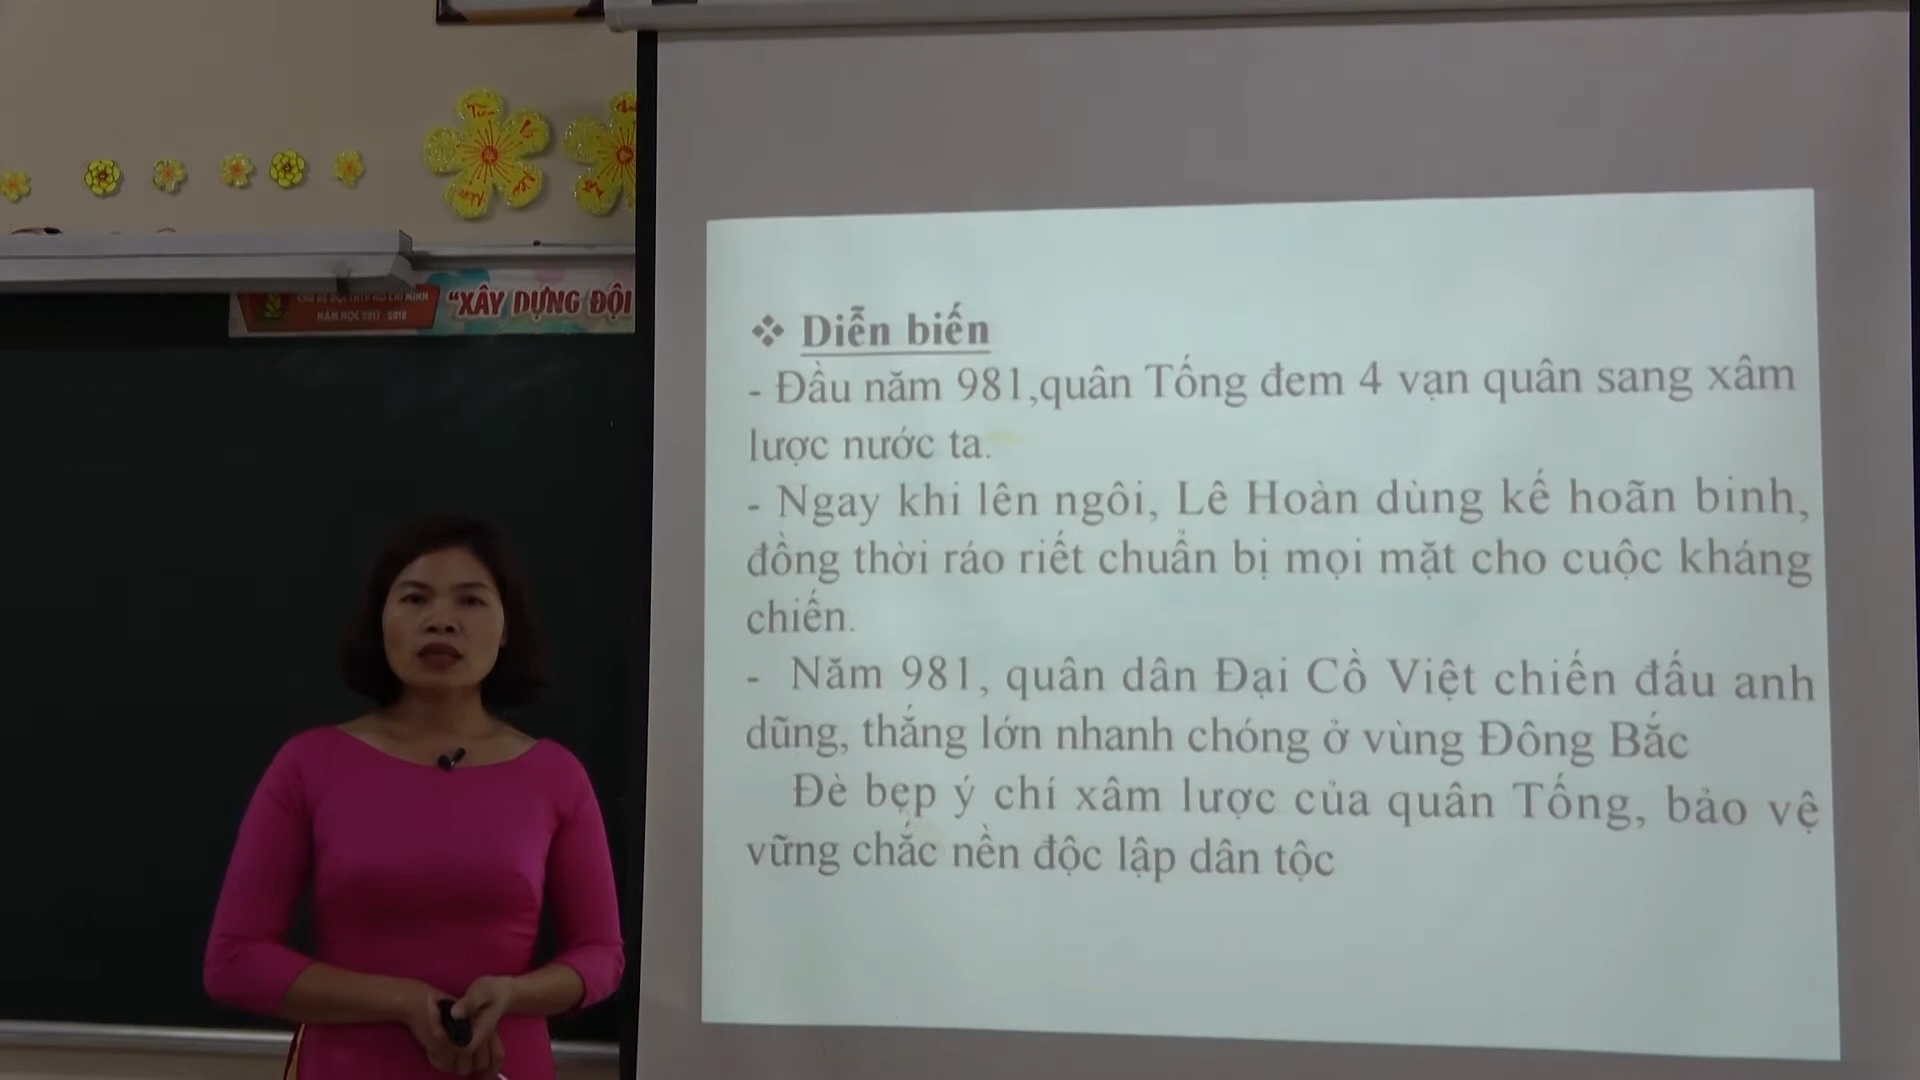 NĂM HỌC 2017 - 2018
“XÂY DỰNG ĐỘI
❖ Diễn biến
- Đầu năm 981,quân Tống đem 4 vạn quân sang xâm
lược nước ta.
- Ngay khi lên ngôi, Lê Hoàn dùng kế hoãn binh,
đồng thời ráo riết chuẩn bị mọi mặt cho cuộc kháng
chiến.
- Năm 981, quân dân Đại Cồ Việt chiến đấu anh
dũng, thắng lớn nhanh chóng ở vùng Đông Bắc
Đè bẹp ý chí xâm lược của quân Tống, bảo vệ
vững chắc nền độc lập dân tộc